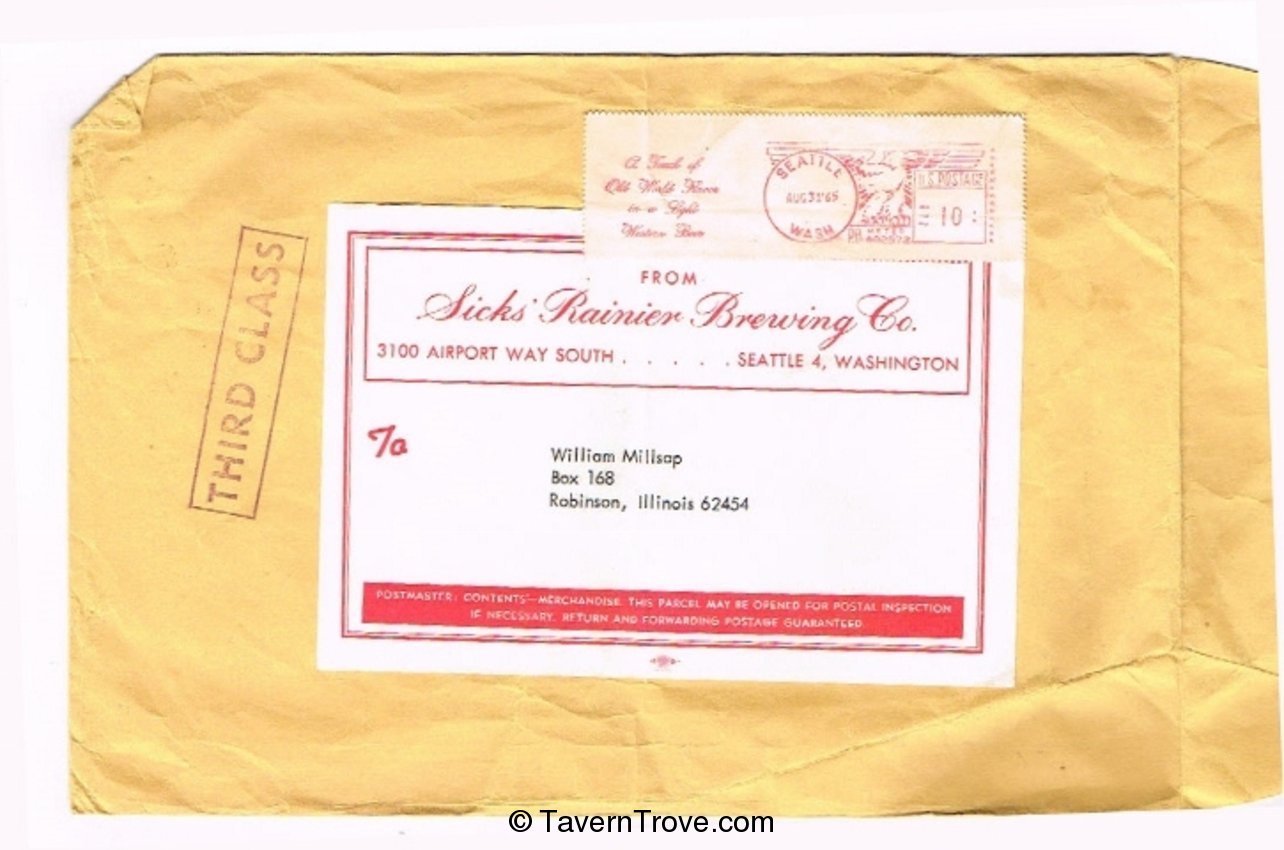 A Touch of
Olde World Flavor
in a Light
Western Beer
SEATTLE
AUG 31 '65
WASH
U.S. POSTAGE
10
METER
FROM
Sicks' Rainier Brewing Co.
3100 AIRPORT WAY SOUTH . . . . . SEATTLE 4, WASHINGTON
THIRD CLASS
To
William Millsap
Box 168
Robinson, Illinois 62454
POSTMASTER: CONTENTS—MERCHANDISE. THIS PARCEL MAY BE OPENED FOR POSTAL INSPECTION
IF NECESSARY. RETURN AND FORWARDING POSTAGE GUARANTEED.
© TavernTrove.com